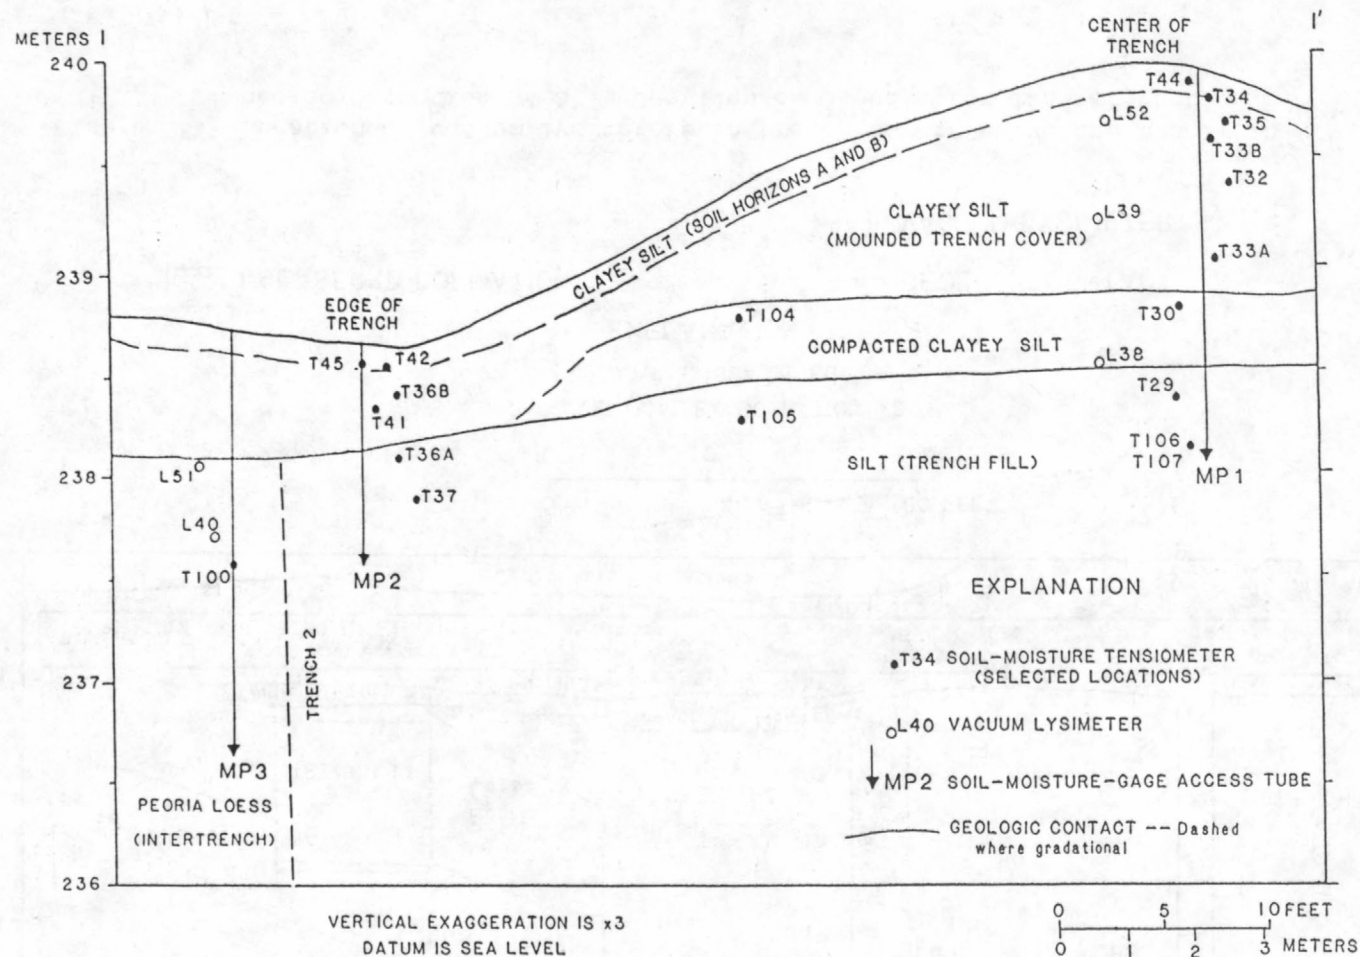 METERS I
I'
CENTER OF
TRENCH
240
T44
T34
L52
T35
T33B
T32
CLAYEY SILT (SOIL HORIZONS A AND B)
CLAYEY SILT
(MOUNDED TRENCH COVER)
L39
T33A
239
EDGE OF
TRENCH
T104
T30
COMPACTED CLAYEY SILT
L38
T45
T42
T36B
T41
T29
T105
T36A
T106
T107
SILT (TRENCH FILL)
MP1
L51
238
T37
L40
T100
MP2
EXPLANATION
TRENCH 2
T34 SOIL-MOISTURE TENSIOMETER
(SELECTED LOCATIONS)
237
L40 VACUUM LYSIMETER
MP3
MP2 SOIL-MOISTURE-GAGE ACCESS TUBE
PEORIA LOESS
(INTERTRENCH)
GEOLOGIC CONTACT -- Dashed
where gradational
236
VERTICAL EXAGGERATION IS x3
DATUM IS SEA LEVEL
0 5 10 FEET
0 1 2 3 METERS